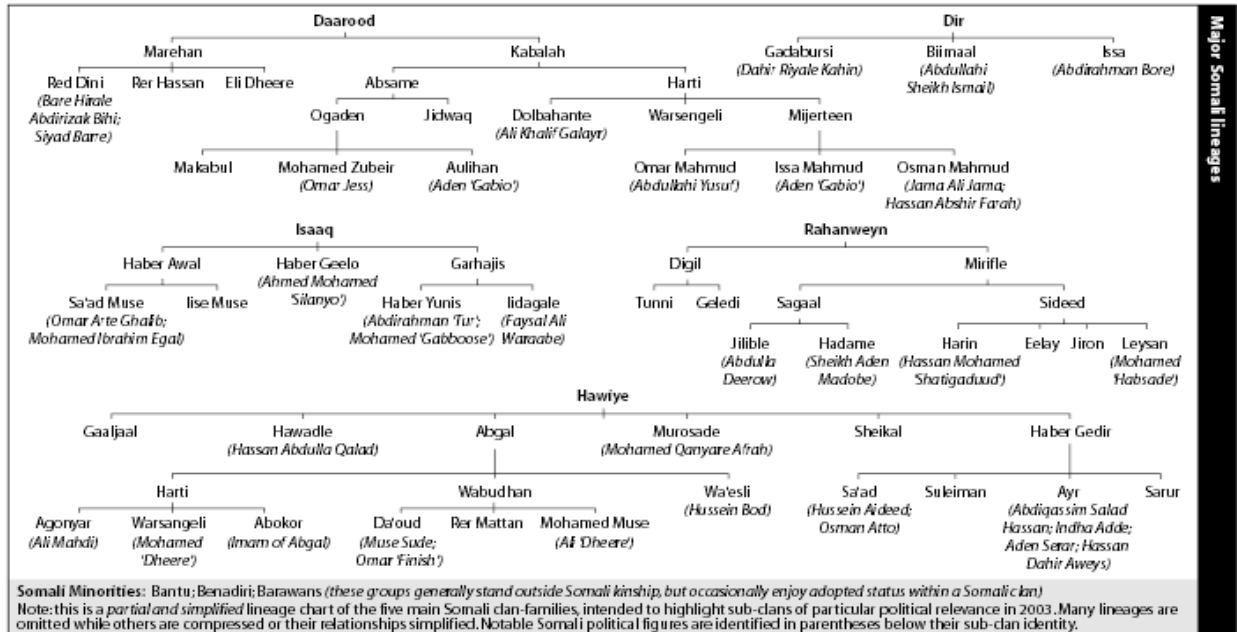 Major Somali lineages
Daarood
Dir
Marehan
Kabalah
Gadabursi
(Dahir Riyale Kahin)
Biimaal
(Abdullahi
Sheikh Ismail)
Issa
(Abdirahman Bore)
Red Dini
(Bare Hirale
Abdirizak Bihi;
Siyad Barre)
Rer Hassan
Eli Dheere
Absame
Harti
Ogaden
Jidwaq
Dolbahante
(Ali Khalif Galayr)
Warsengeli
Mijerteen
Makabul
Mohamed Zubeir
(Omar Jess)
Aulihan
(Aden 'Gabio')
Omar Mahmud
(Abdullahi Yusuf)
Issa Mahmud
(Aden 'Gabio')
Osman Mahmud
(Jama Ali Jama;
Hassan Abshir Farah)
Isaaq
Rahanweyn
Haber Awal
Haber Geelo
(Ahmed Mohamed
Silanyo')
Garhajis
Digil
Mirifle
Sa'ad Muse
(Omar Arte Ghalib;
Mohamed Ibrahim Egal)
Iise Muse
Haber Yunis
(Abdirahman 'Tur';
Mohamed 'Gabboose')
Iidagale
(Faysal Ali
Waraabe)
Tunni
Geledi
Sagaal
Sideed
Jilible
(Abdulla
Deerow)
Hadame
(Sheikh Aden
Madobe)
Harin
(Hassan Mohamed
'Shatigaduud')
Eelay
Jiron
Leysan
(Mohamed
'Habsade')
Hawiye
Gaaljaal
Hawadle
(Hassan Abdulla Qalad)
Abgal
Murosade
(Mohamed Qanyare Afrah)
Sheikal
Haber Gedir
Harti
Wabudhan
Wa'esli
(Hussein Bod)
Sa'ad
(Hussein Aideed;
Osman Atto)
Suleiman
Ayr
(Abdiqassim Salad
Hassan; Indha Adde;
Aden Serar; Hassan
Dahir Aweys)
Sarur
Agonyar
(Ali Mahdi)
Warsangeli
(Mohamed
'Dheere')
Abokor
(Imam of Abgal)
Da'oud
(Muse Sude;
Omar 'Finish')
Rer Mattan
Mohamed Muse
(Ali 'Dheere')
Somali Minorities: Bantu; Benadiri; Barawans (these groups generally stand outside Somali kinship, but occasionally enjoy adopted status within a Somali clan)
Note: this is a partial and simplified lineage chart of the five main Somali clan-families, intended to highlight sub-clans of particular political relevance in 2003. Many lineages are
omitted while others are compressed or their relationships simplified. Notable Somali political figures are identified in parentheses below their sub-clan identity.